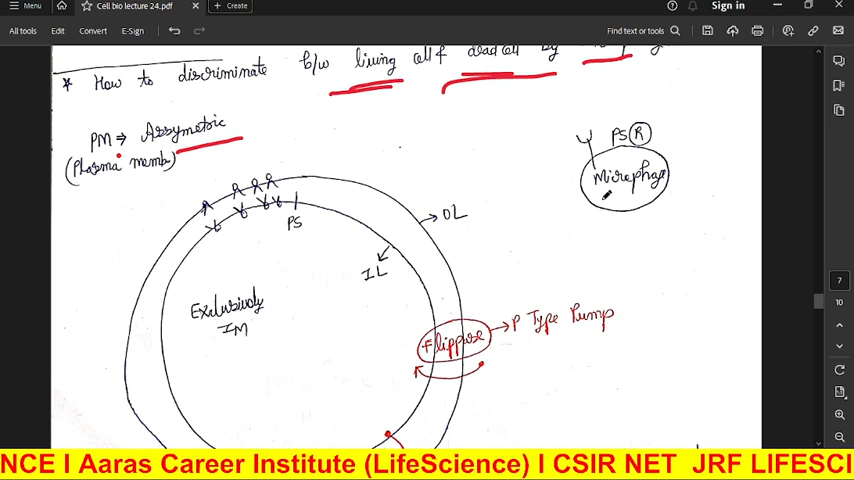 Cell bio lecture 24.pdf
Create
Sign in
All tools Edit Convert E-Sign
Find text or tools
* How to discriminate b/w living cell & dead cell by
PM ⇒ Assymetric
(Plasma memb)
PS R
Micrephage
PS
OL
IL
Exclusively
IM
Flippase → P Type Pump
7
10
NCE I Aaras Career Institute (LifeScience) I CSIR NET JRF LIFESCI